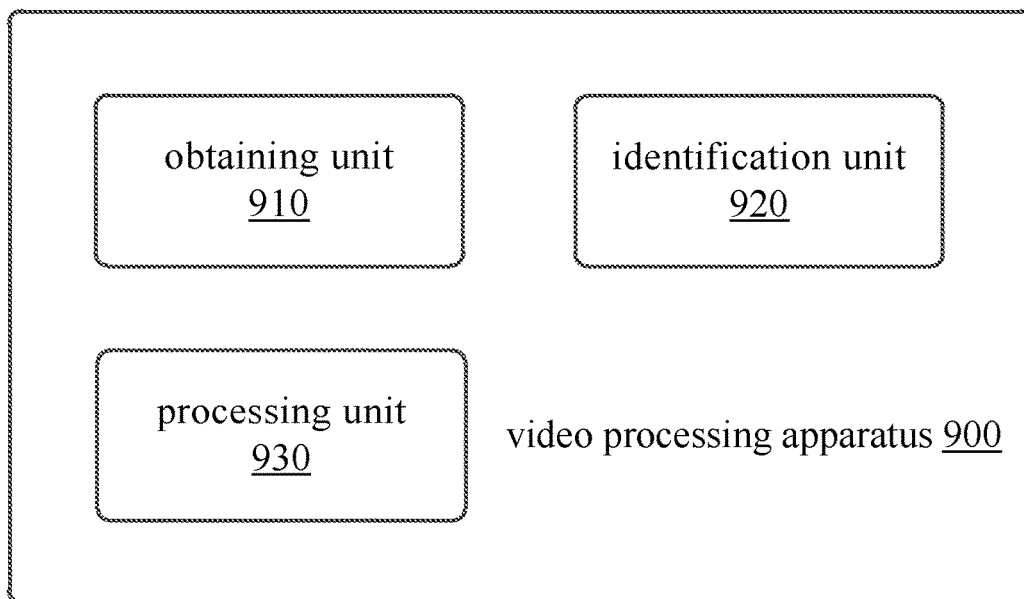 obtaining unit
910
identification unit
920
processing unit
930
video processing apparatus 900